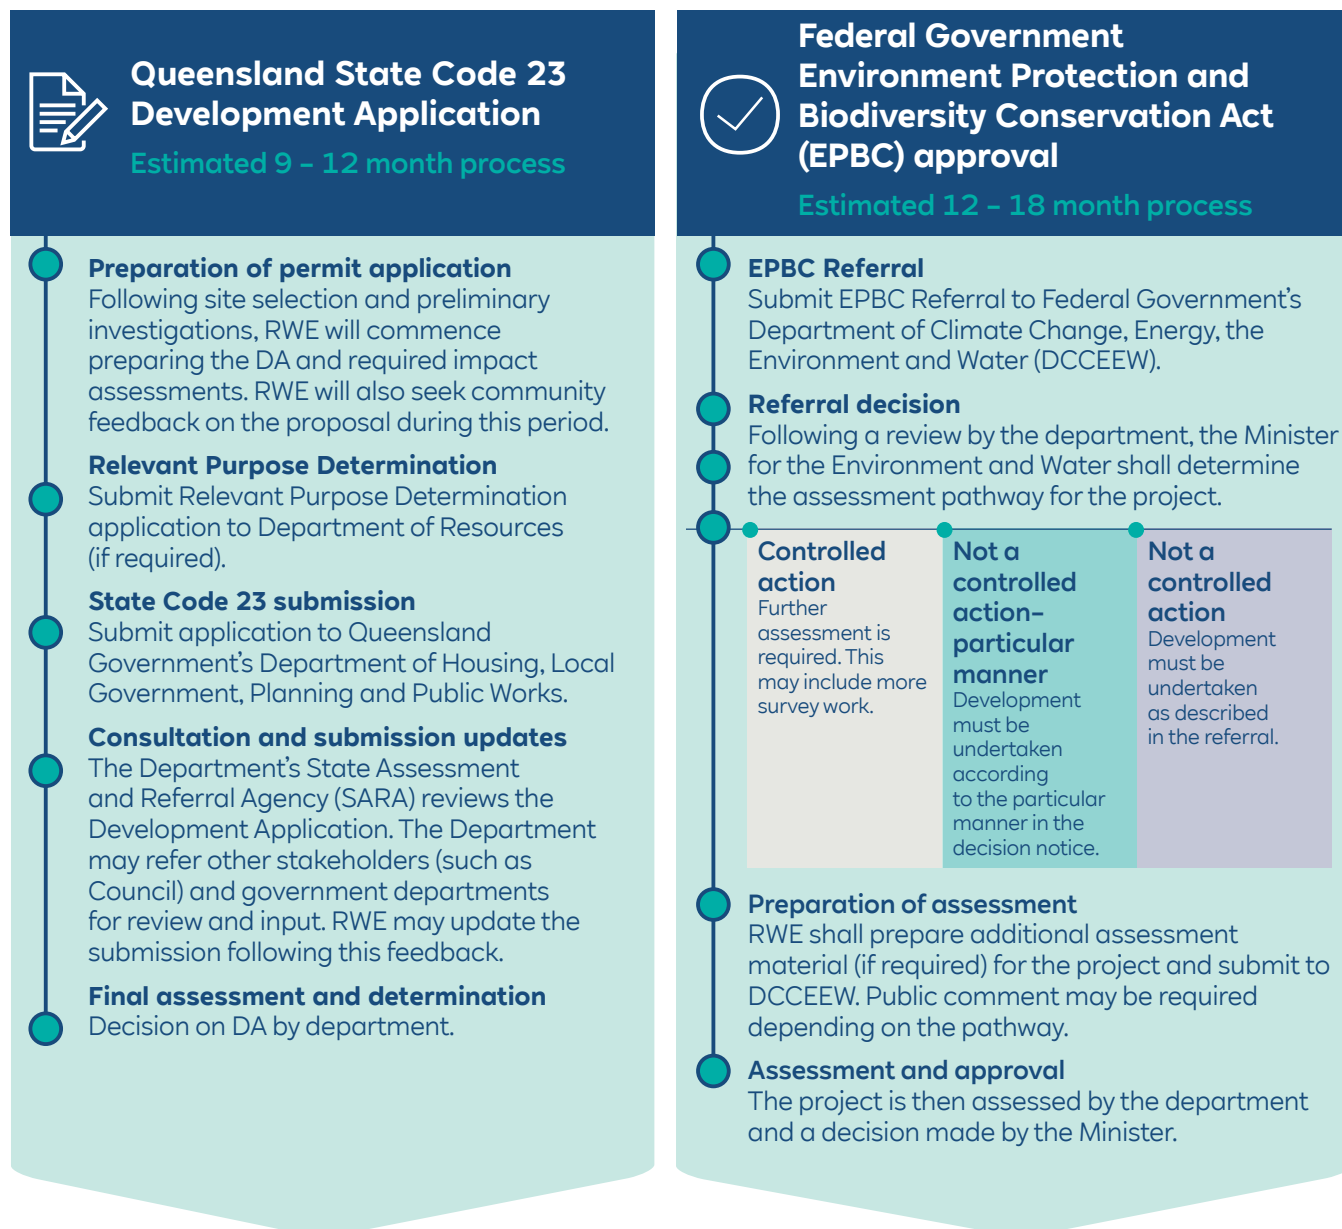 Queensland State Code 23
Development Application
Estimated 9 – 12 month process
Preparation of permit application
Following site selection and preliminary
investigations, RWE will commence
preparing the DA and required impact
assessments. RWE will also seek community
feedback on the proposal during this period.
Relevant Purpose Determination
Submit Relevant Purpose Determination
application to Department of Resources
(if required).
State Code 23 submission
Submit application to Queensland
Government’s Department of Housing, Local
Government, Planning and Public Works.
Consultation and submission updates
The Department’s State Assessment
and Referral Agency (SARA) reviews the
Development Application. The Department
may refer other stakeholders (such as
Council) and government departments
for review and input. RWE may update the
submission following this feedback.
Final assessment and determination
Decision on DA by department.
Federal Government
Environment Protection and
Biodiversity Conservation Act
(EPBC) approval
Estimated 12 – 18 month process
EPBC Referral
Submit EPBC Referral to Federal Government’s
Department of Climate Change, Energy, the
Environment and Water (DCCEEW).
Referral decision
Following a review by the department, the Minister
for the Environment and Water shall determine
the assessment pathway for the project.
Controlled
action
Further
assessment is
required. This
may include more
survey work.
Not a
controlled
action–
particular
manner
Development
must be
undertaken
according
to the particular
manner in the
decision notice.
Not a
controlled
action
Development
must be
undertaken
as described
in the referral.
Preparation of assessment
RWE shall prepare additional assessment
material (if required) for the project and submit to
DCCEEW. Public comment may be required
depending on the pathway.
Assessment and approval
The project is then assessed by the department
and a decision made by the Minister.